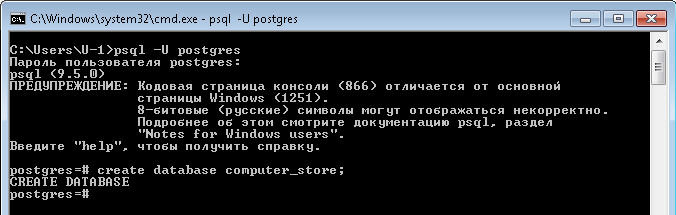 C:\Windows\system32\cmd.exe - psql -U postgres
C:\Users\U-1>psql -U postgres
Пароль пользователя postgres:
psql (9.5.0)
ПРЕДУПРЕЖДЕНИЕ: Кодовая страница консоли (866) отличается от основной
страницы Windows (1251).
8-битовые (русские) символы могут отображаться некорректно.
Подробнее об этом смотрите документацию psql, раздел
"Notes for Windows users".
Введите "help", чтобы получить справку.
postgres=# create database computer_store;
CREATE DATABASE
postgres=#